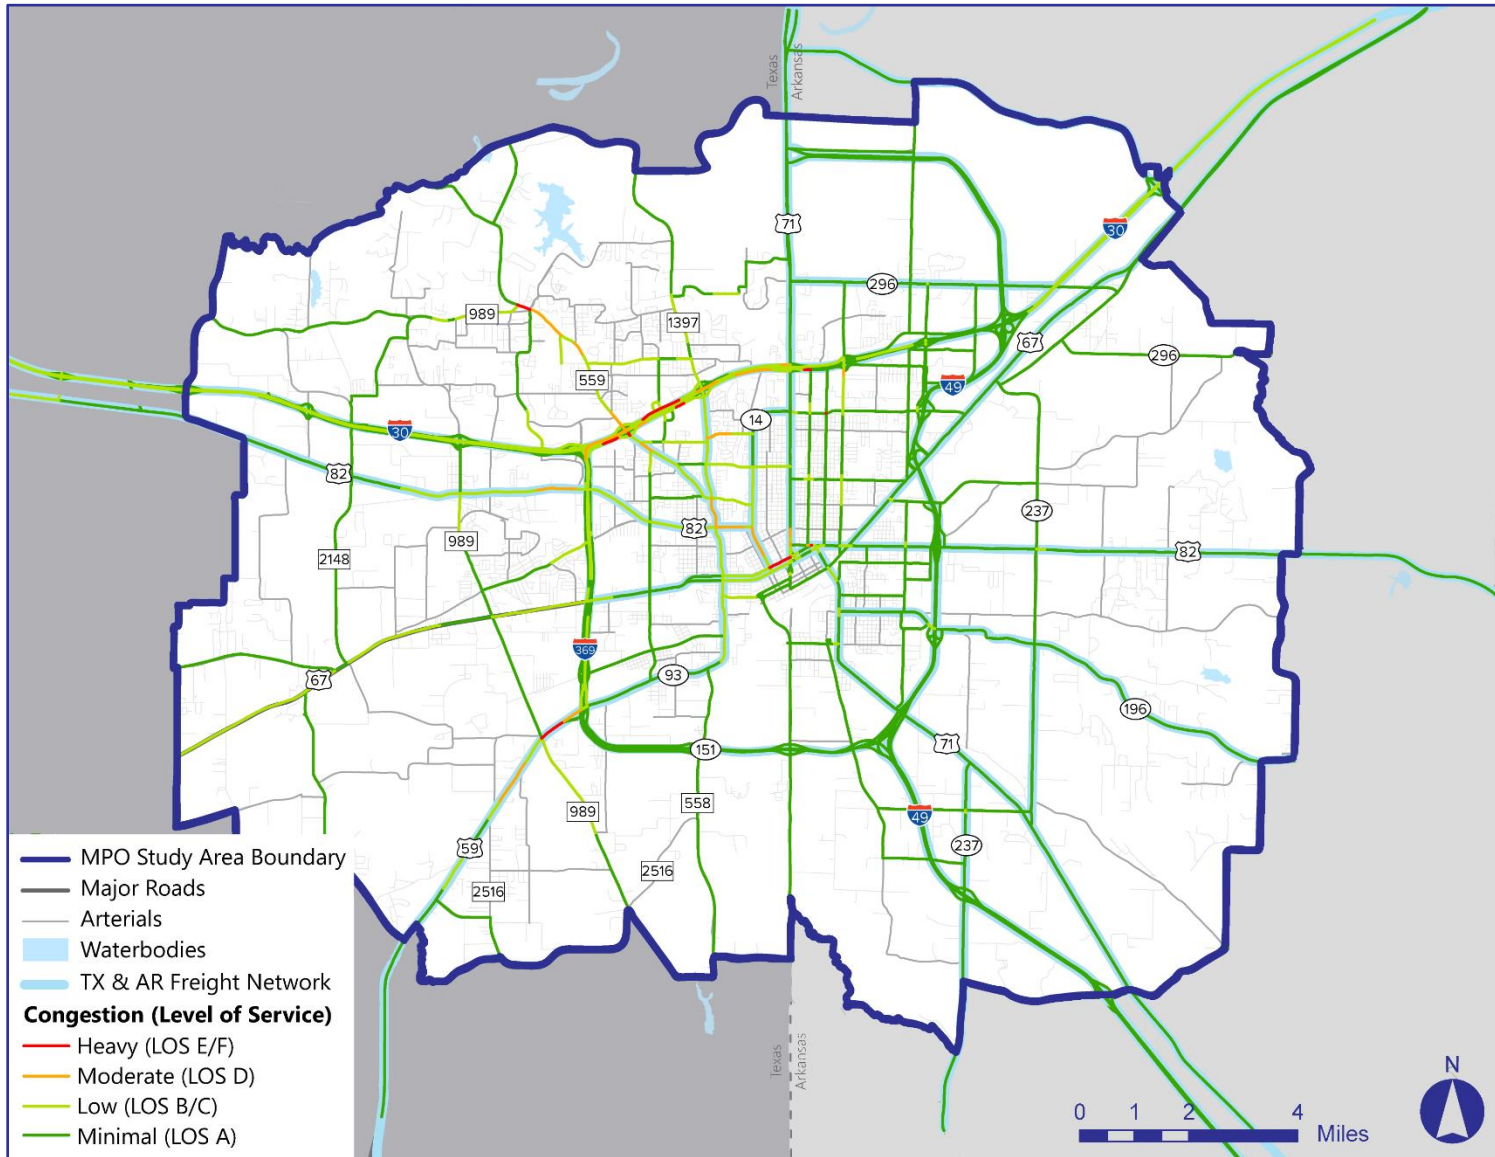 Texas
Arkansas
71
30
296
989
1397
67
296
559
49
14
30
82
82
237
989
82
2148
369
93
67
196
71
151
558
989
49
59
237
2516
2516
MPO Study Area Boundary
Major Roads
Arterials
Waterbodies
TX & AR Freight Network
Congestion (Level of Service)
Heavy (LOS E/F)
Moderate (LOS D)
Low (LOS B/C)
Minimal (LOS A)
Texas
Arkansas
N
0 1 2 4
Miles